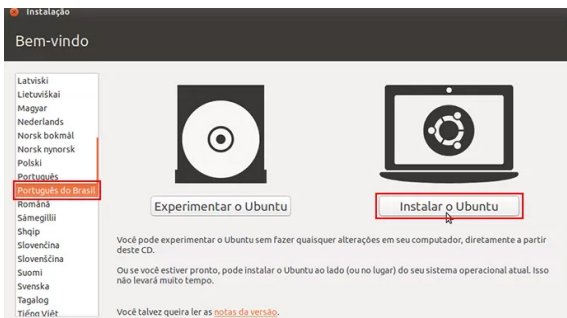 Instalação
Bem-vindo
Latviski
Lietuviškai
Magyar
Nederlands
Norsk bokmål
Norsk nynorsk
Polski
Português
Português do Brasil
Română
Sámegillii
Shqip
Slovenčina
Slovenščina
Suomi
Svenska
Tagalog
Tiếng Việt
Experimentar o Ubuntu
Instalar o Ubuntu
Você pode experimentar o Ubuntu sem fazer quaisquer alterações em seu computador, diretamente a partir
deste CD.
Ou se você estiver pronto, pode instalar o Ubuntu ao lado (ou no lugar) do seu sistema operacional atual. Isso
não levará muito tempo.
Você talvez queira ler as notas da versão.